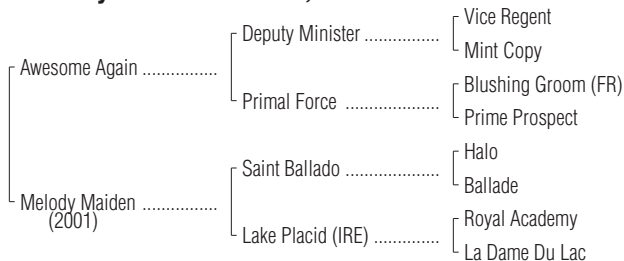 Vice Regent
Deputy Minister ................
Mint Copy
Awesome Again ................
Blushing Groom (FR)
Primal Force ....................
Prime Prospect
Halo
Saint Ballado ....................
Ballade
Melody Maiden ................
(2001)
Royal Academy
Lake Placid (IRE) ..............
La Dame Du Lac